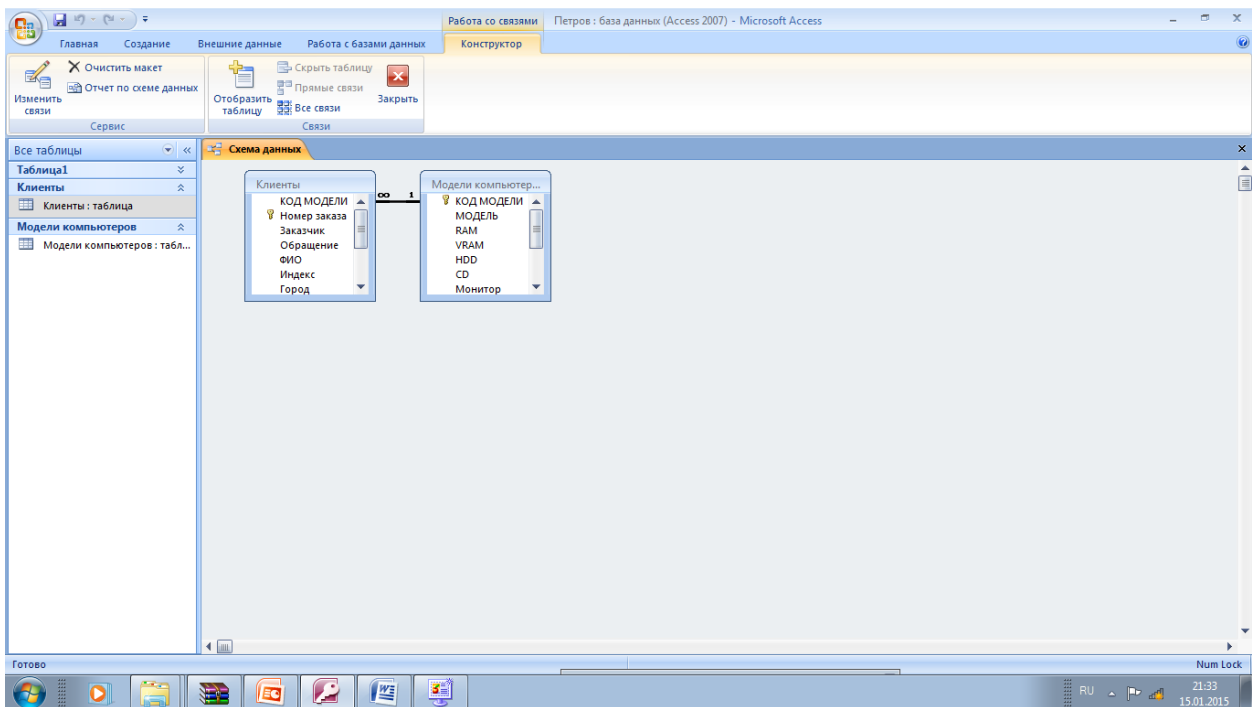 Работа со связями Петров : база данных (Access 2007) - Microsoft Access
Главная Создание Внешние данные Работа с базами данных Конструктор
Изменить связи
Очистить макет
Отчет по схеме данных
Сервис
Отобразить таблицу
Скрыть таблицу
Прямые связи
Все связи
Закрыть
Связи
Все таблицы
Таблица1
Клиенты
Клиенты : таблица
Модели компьютеров
Модели компьютеров : табл...
Схема данных
Клиенты
КОД МОДЕЛИ
Номер заказа
Заказчик
Обращение
ФИО
Индекс
Город
∞ 1
Модели компьютер...
КОД МОДЕЛИ
МОДЕЛЬ
RAM
VRAM
HDD
CD
Монитор
Готово
Num Lock
RU
21:33
15.01.2015